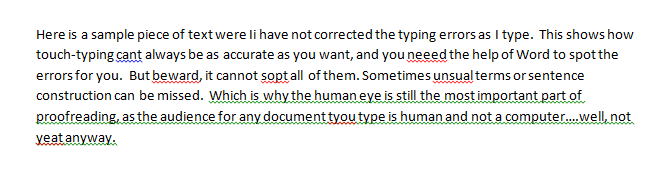 Here is a sample piece of text were Ii have not corrected the typing errors as I type.  This shows how
touch-typing cant always be as accurate as you want, and you neeed the help of Word to spot the
errors for you.  But beward, it cannot sopt all of them. Sometimes unsual terms or sentence
construction can be missed.  Which is why the human eye is still the most important part of
proofreading, as the audience for any document tyou type is human and not a computer....well, not
yeat anyway.